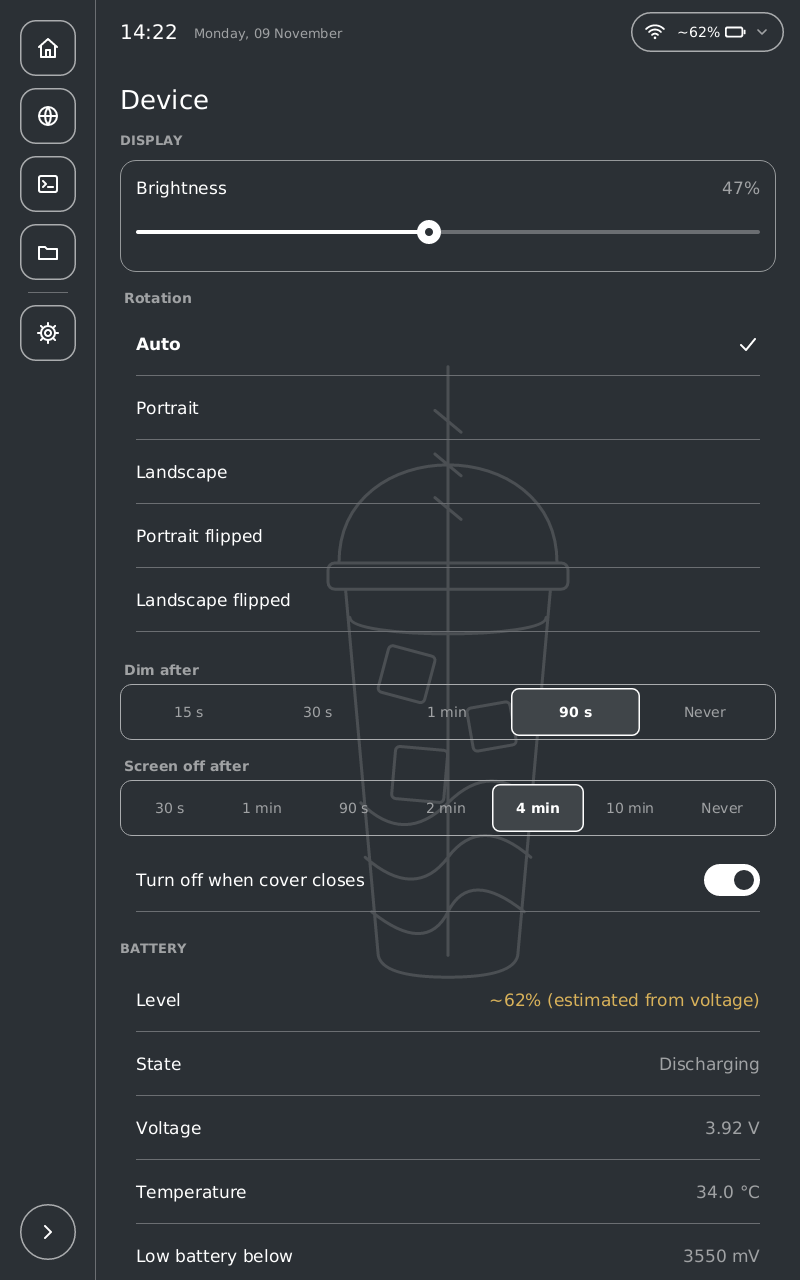 14:22 Monday, 09 November ~62%
Device
DISPLAY
Brightness 47%
Rotation
Auto
Portrait
Landscape
Portrait flipped
Landscape flipped
Dim after
15 s 30 s 1 min 90 s Never
Screen off after
30 s 1 min 90 s 2 min 4 min 10 min Never
Turn off when cover closes
BATTERY
Level ~62% (estimated from voltage)
State Discharging
Voltage 3.92 V
Temperature 34.0 °C
Low battery below 3550 mV